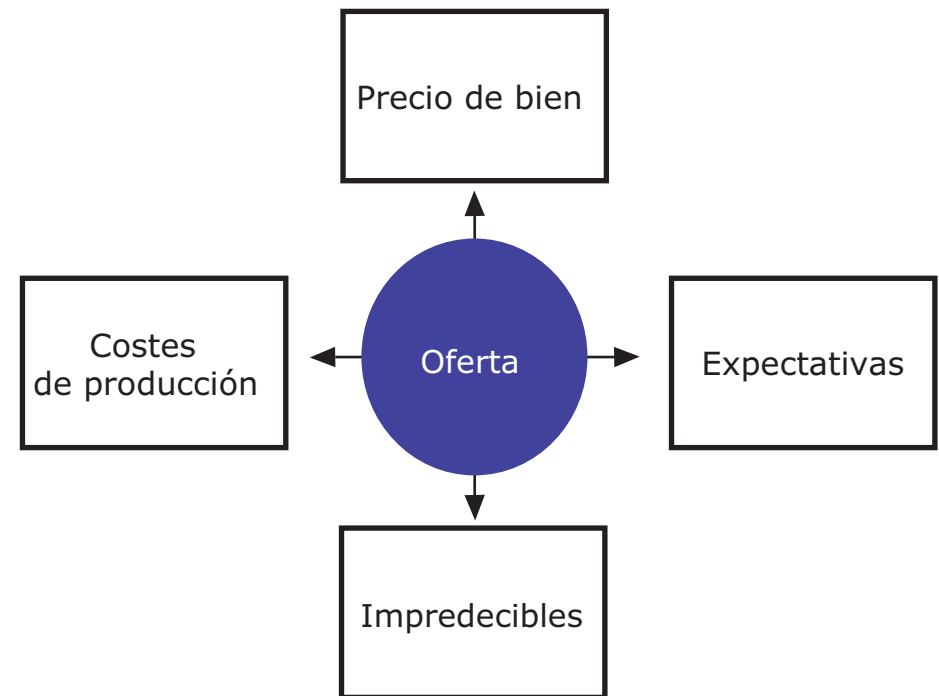 Precio de bien
Costes
de producción
Oferta
Expectativas
Impredecibles